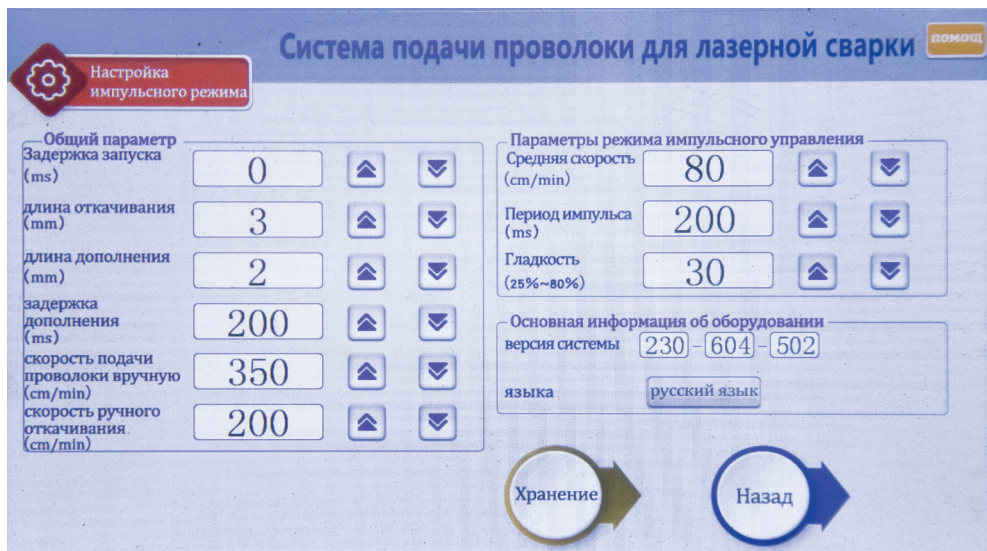 Система подачи проволоки для лазерной сварки
помощ
Настройка
импульсного режима
Общий параметр
Задержка запуска
(ms)
0
длина откачивания
(mm)
3
длина дополнения
(mm)
2
задержка
дополнения
(ms)
200
скорость подачи
проволоки вручную
(cm/min)
350
скорость ручного
откачивания
(cm/min)
200
Параметры режима импульсного управления
Средняя скорость
(cm/min)
80
Период импульса
(ms)
200
Гладкость
(25%~80%)
30
Основная информация об оборудовании
версия системы
230-604-502
языка
русский язык
Хранение
Назад